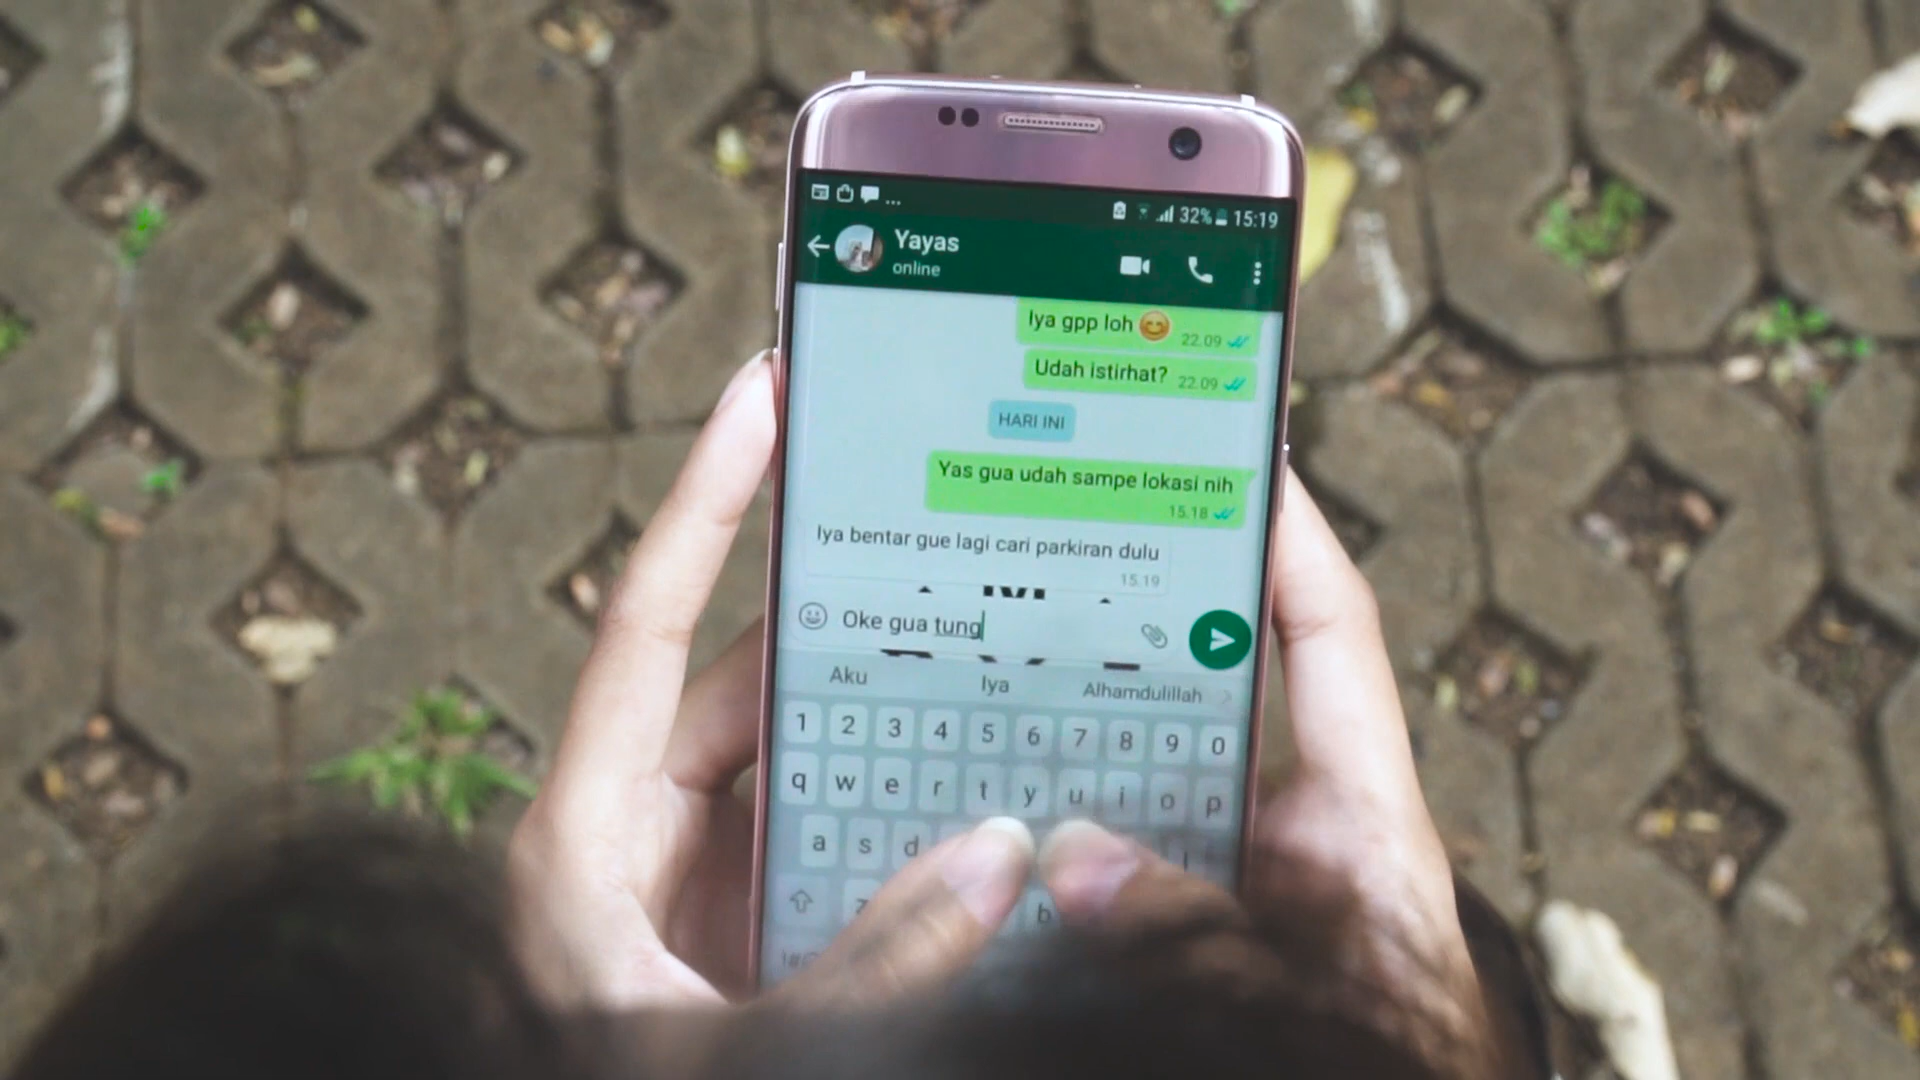 32% 15:19
Yayas
online
Iya gpp loh 😊 22.09
Udah istirhat? 22.09
HARI INI
Yas gua udah sampe lokasi nih
15.18
Iya bentar gue lagi cari parkiran dulu
15.19
Oke gua tung
Aku Iya Alhamdulillah
1 2 3 4 5 6 7 8 9 0
q w e r t y u i o p
a s d
z b